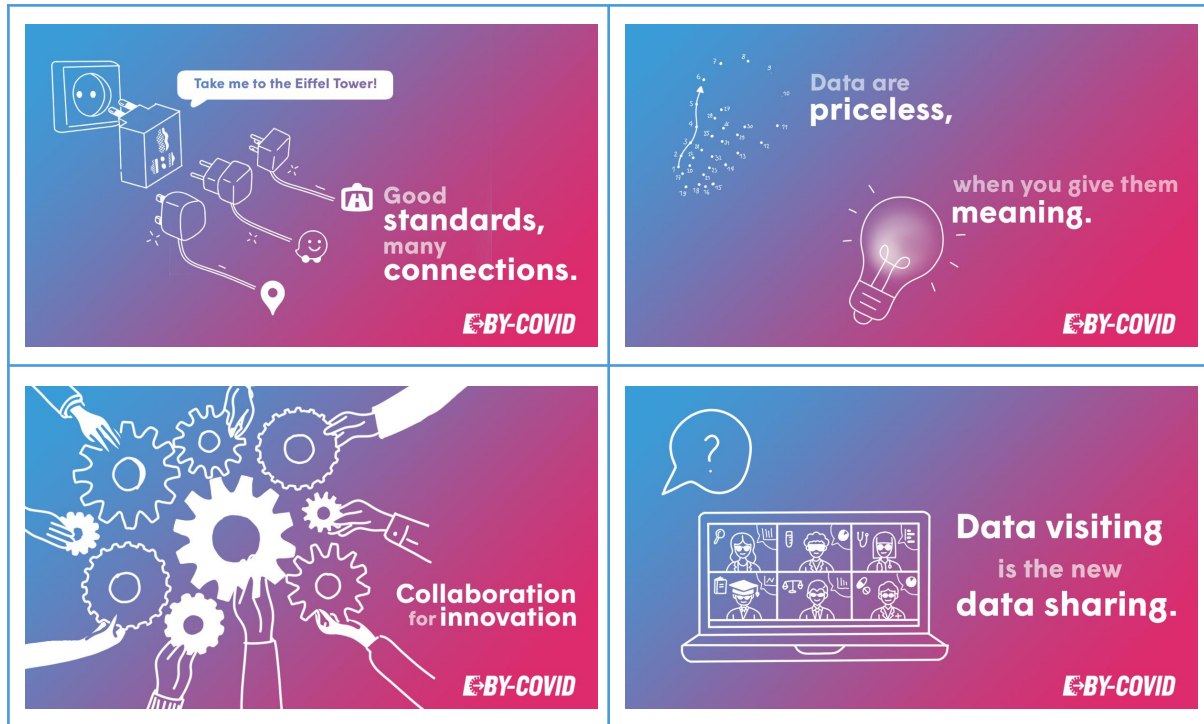 Take me to the Eiffel Tower!
Good
standards,
many
connections.
BY-COVID
Data are
priceless,
when you give them
meaning.
BY-COVID
Collaboration
for innovation
BY-COVID
?
Data visiting
is the new
data sharing.
BY-COVID